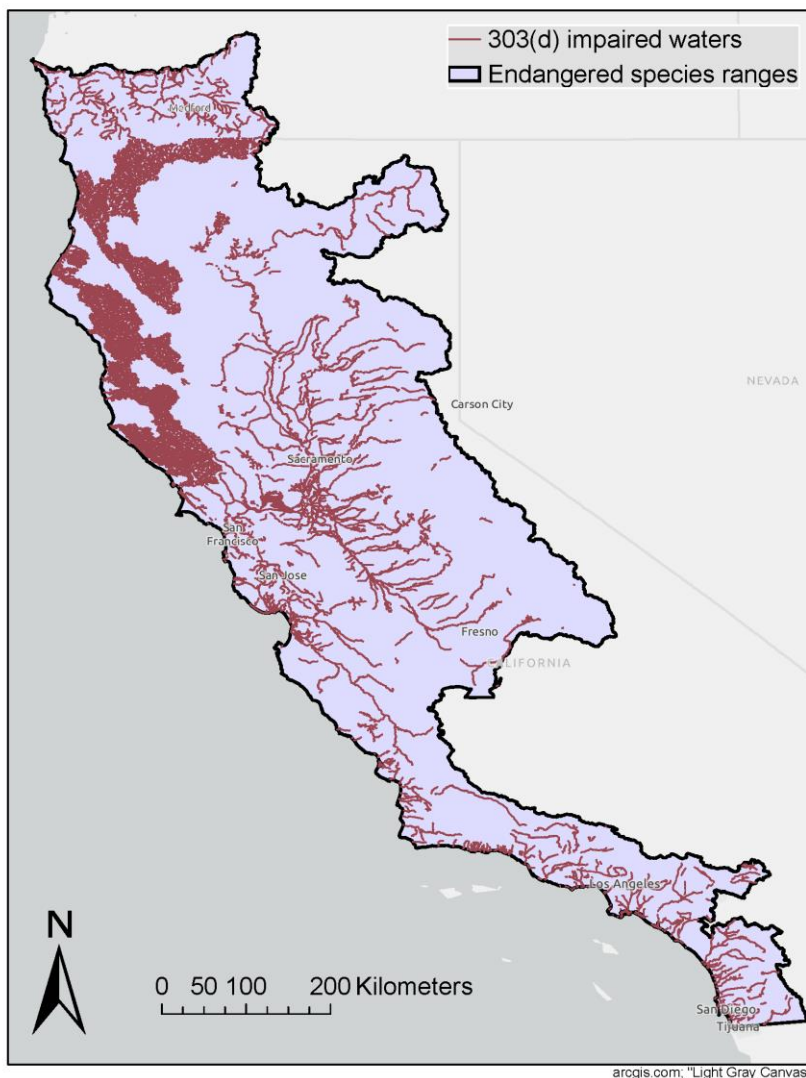 303(d) impaired waters
Endangered species ranges
Medford
NEVADA
Carson City
Sacramento
San
Francisco
San Jose
Fresno
CALIFORNIA
Los Angeles
San Diego
Tijuana
N
0 50 100 200 Kilometers
arcgis.com; "Light Gray Canvas